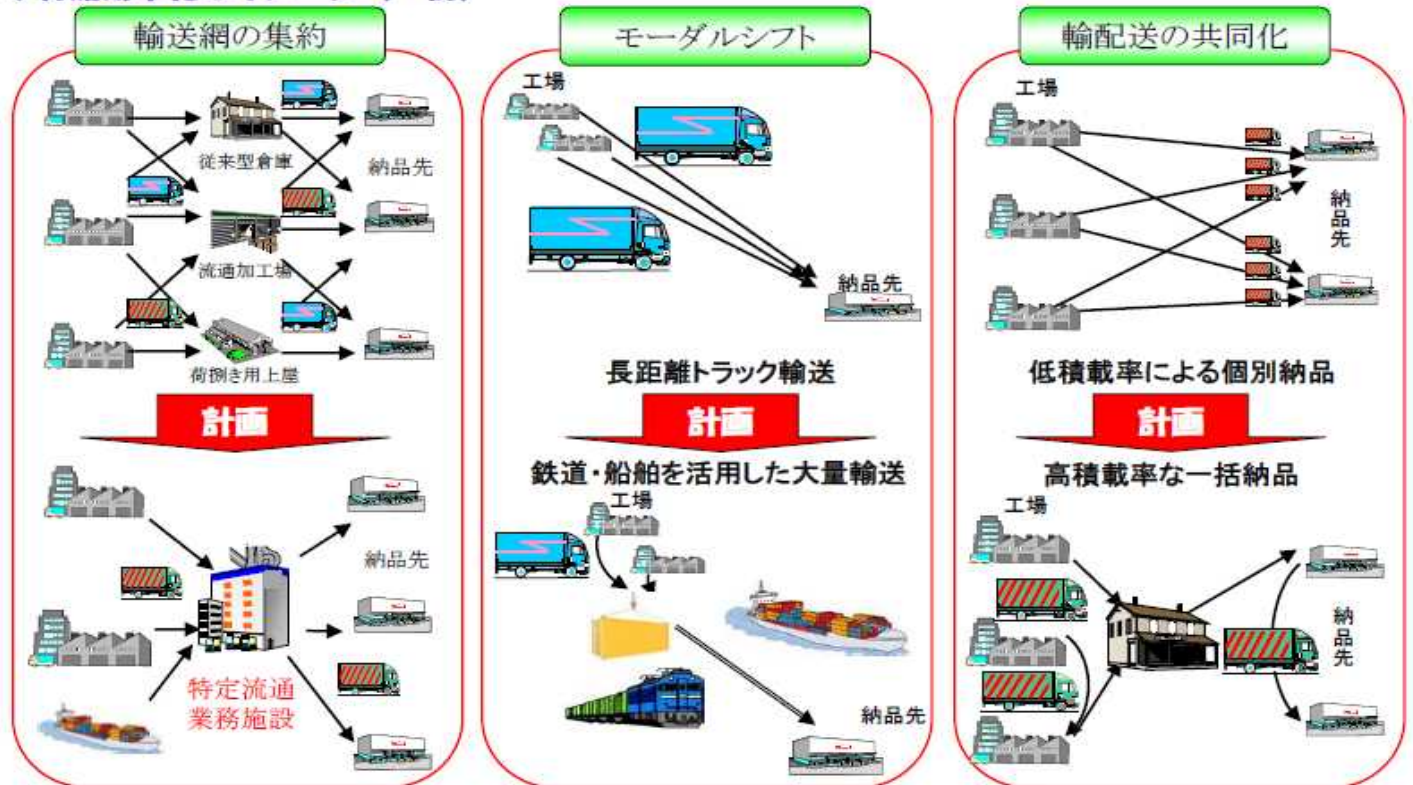 輸送網の集約
従来型倉庫
納品先
流通加工場
荷捌き用上屋
計画
納品先
特定流通
業務施設
モーダルシフト
工場
納品先
長距離トラック輸送
計画
鉄道・船舶を活用した大量輸送
工場
納品先
輸配送の共同化
工場
納品先
低積載率による個別納品
計画
高積載率な一括納品
工場
納品先